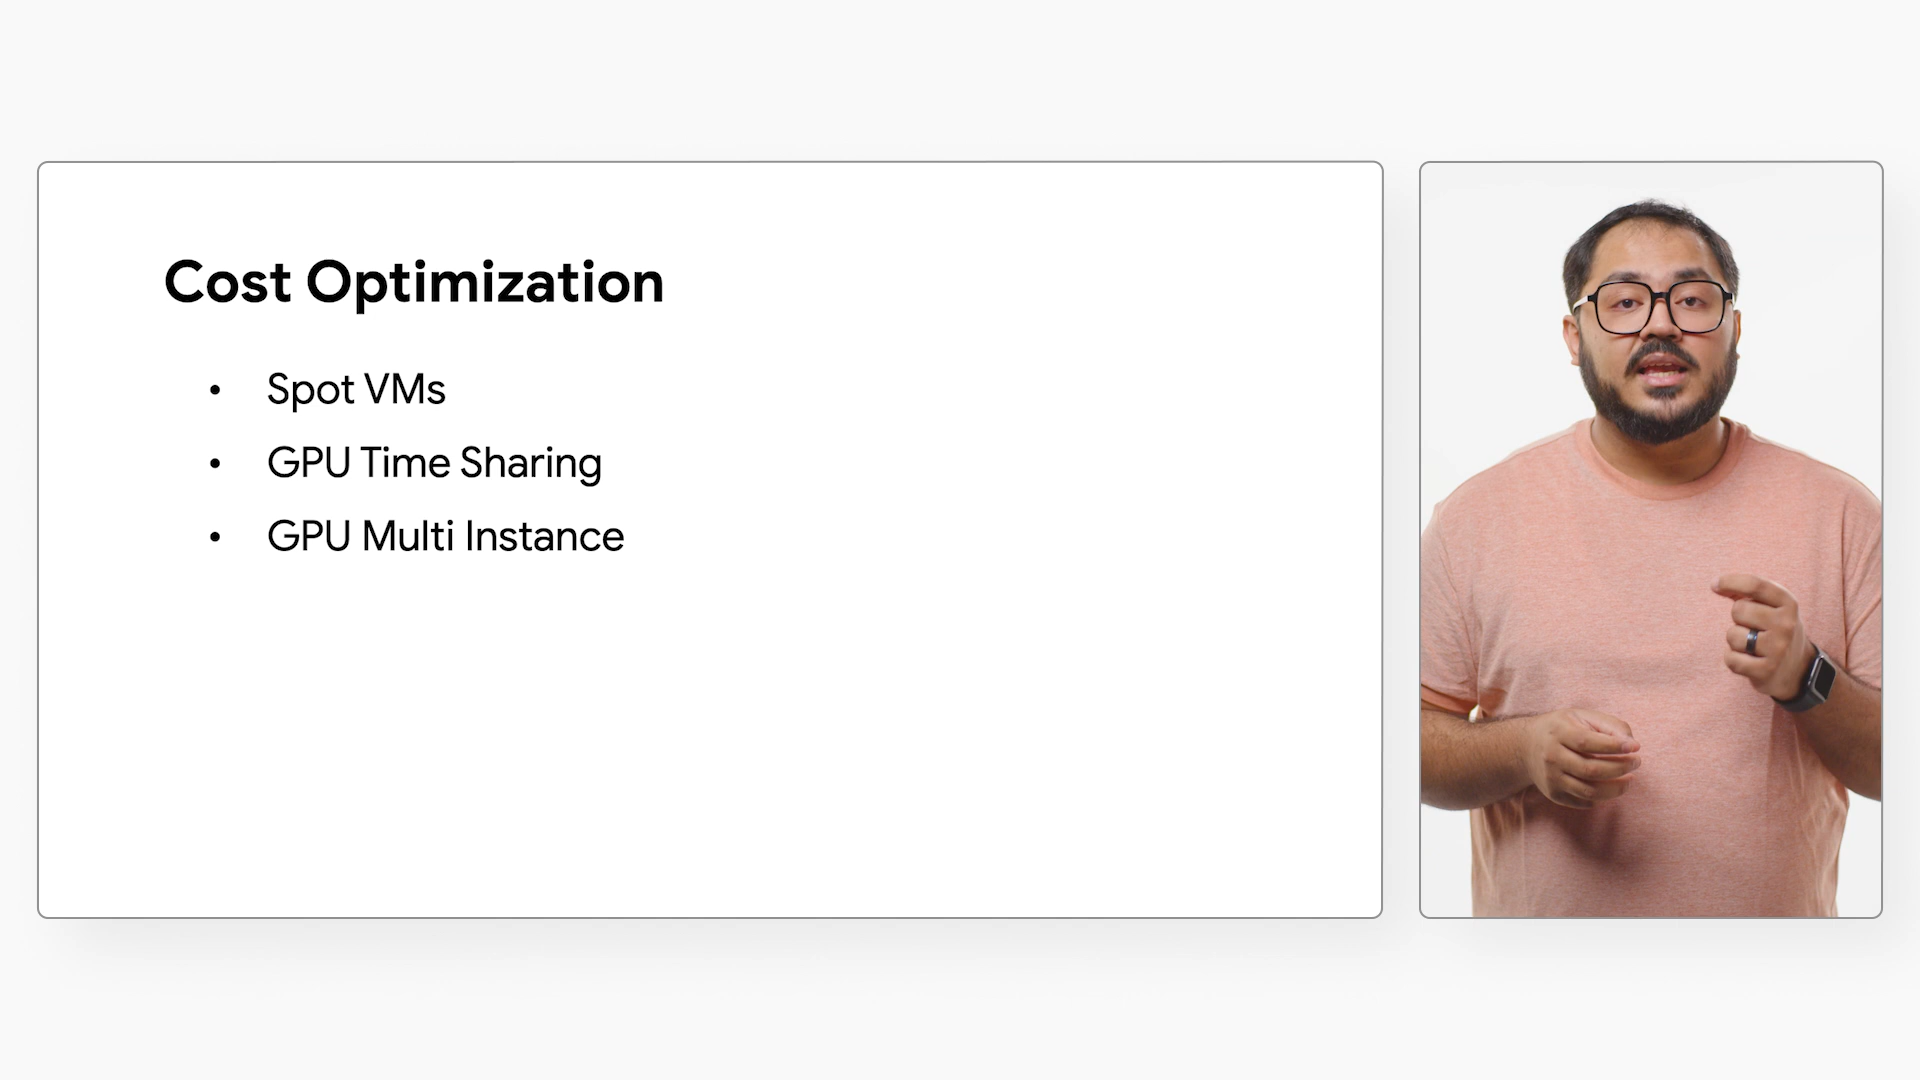 Cost Optimization
• Spot VMs
• GPU Time Sharing
• GPU Multi Instance